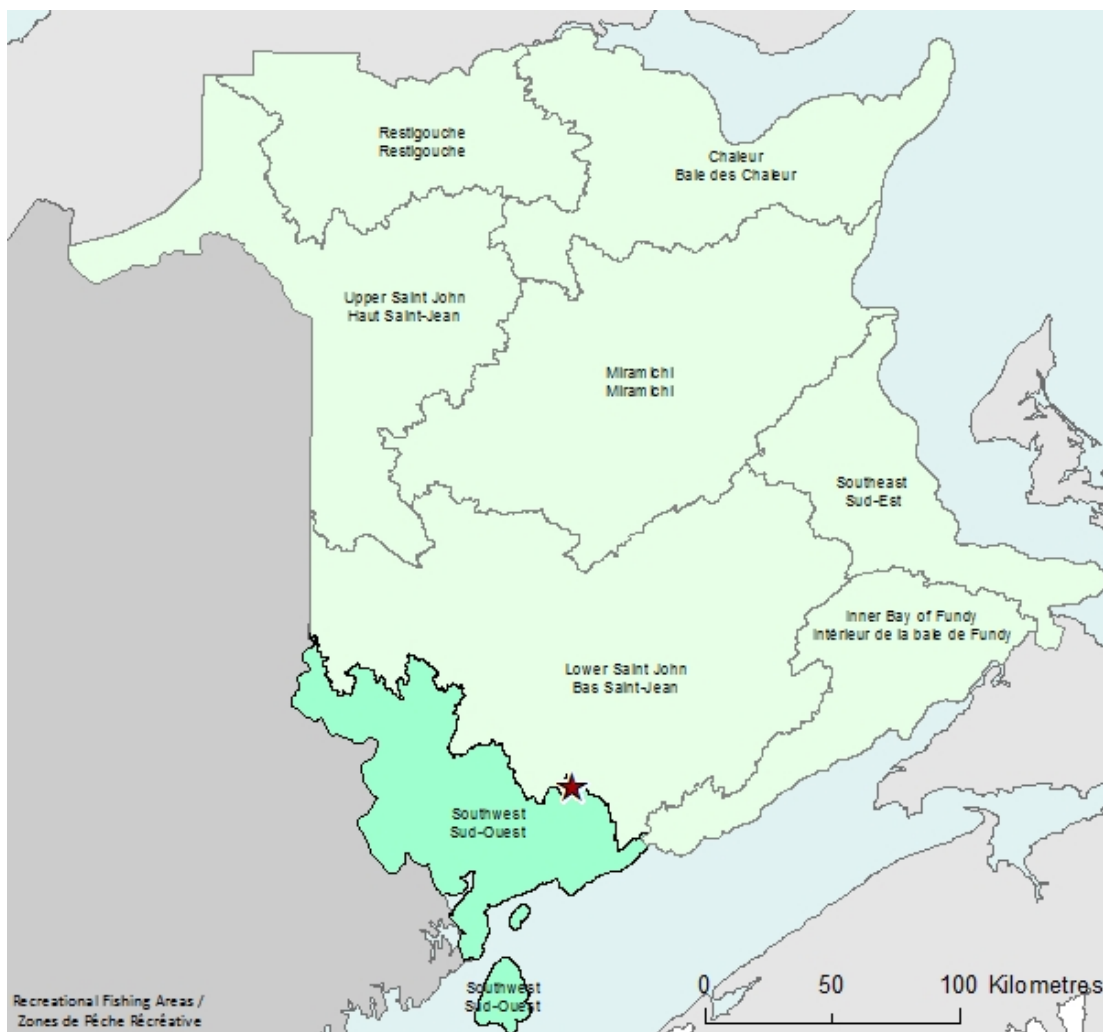 Restigouche
Restigouche
Chaleur
Baie des Chaleur
Upper Saint John
Haut Saint-Jean
Miramichi
Miramichi
Southeast
Sud-Est
Inner Bay of Fundy
Intérieur de la baie de Fundy
Lower Saint John
Bas Saint-Jean
Southwest
Sud-Ouest
Southwest
Sud-Ouest
0 50 100 Kilometres
Recreational Fishing Areas /
Zones de Pêche Récréative